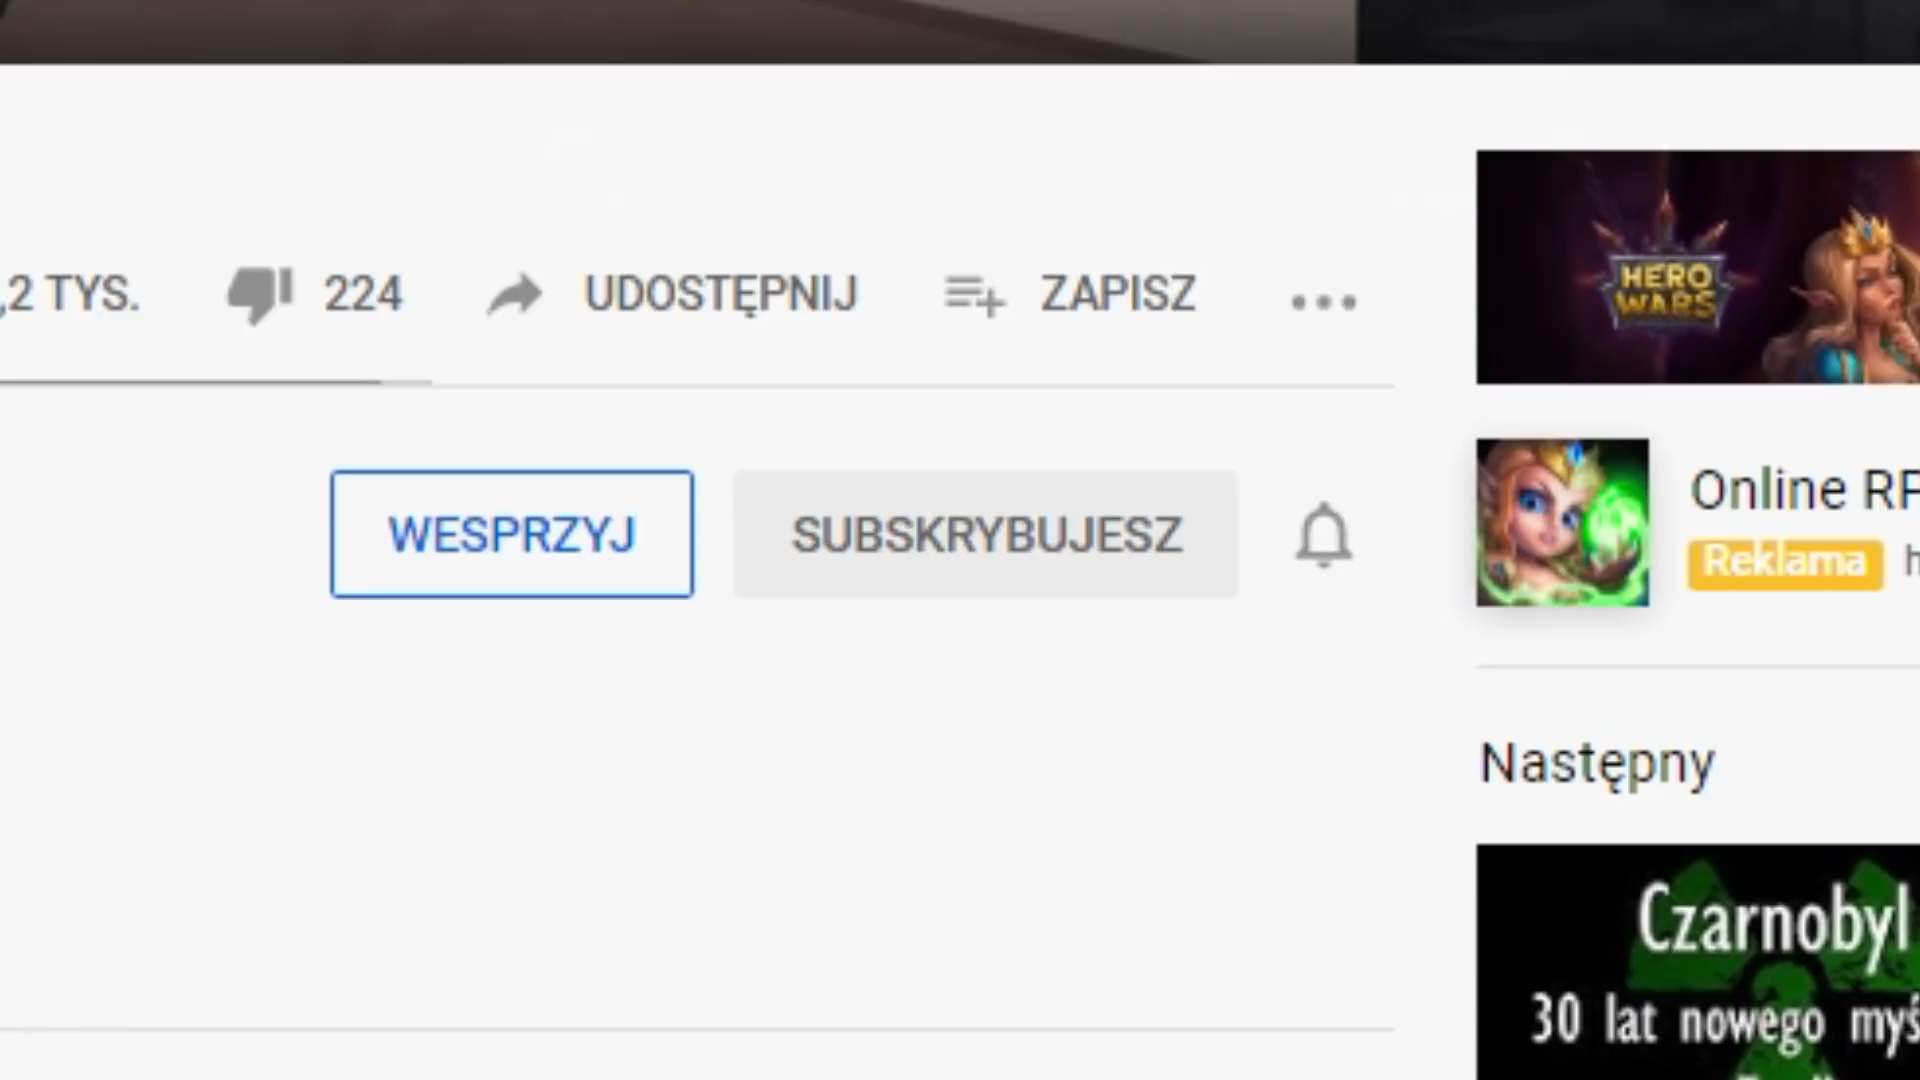 ,2 TYS. 224 UDOSTĘPNIJ ZAPISZ
WESPRZYJ SUBSKRYBUJESZ
HERO
WARS
Online RP
Reklama
Następny
Czarnobyl
30 lat nowego myś